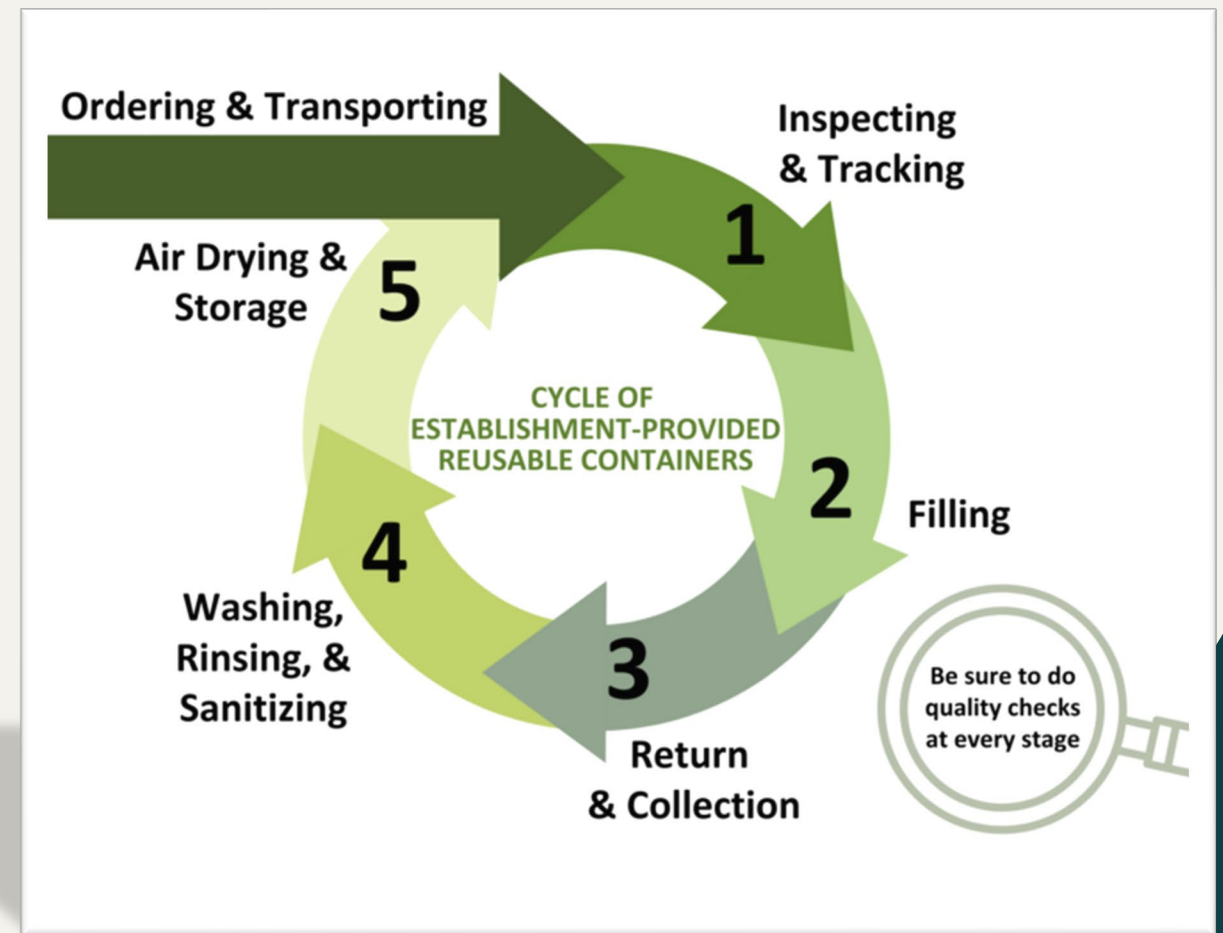 Ordering & Transporting
Inspecting
& Tracking
1
Air Drying &
Storage
5
CYCLE OF
ESTABLISHMENT-PROVIDED
REUSABLE CONTAINERS
2
Filling
4
Washing,
Rinsing, &
Sanitizing
3
Return
& Collection
Be sure to do
quality checks
at every stage